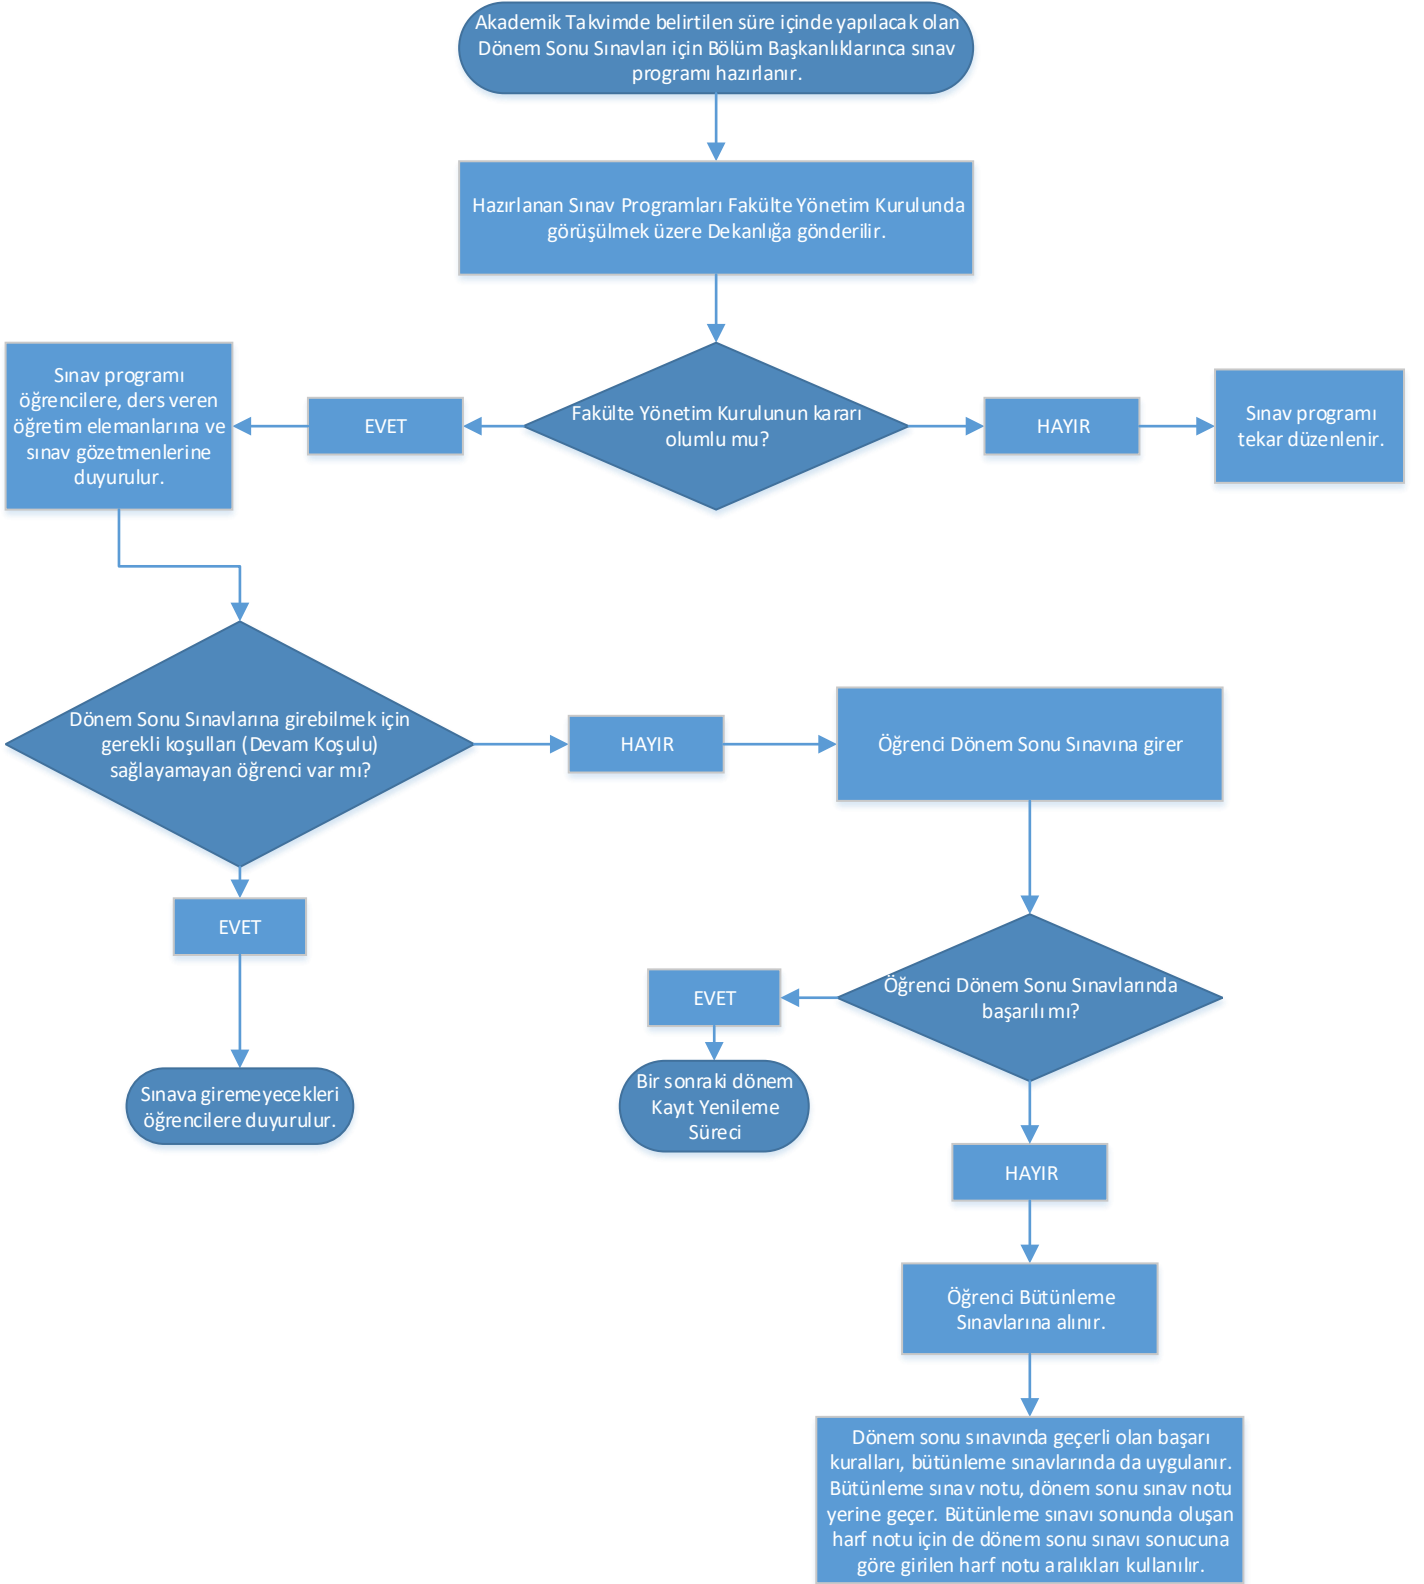 Akademik Takvimde belirtilen süre içinde yapılacak olan
Dönem Sonu Sınavları için Bölüm Başkanlıklarınca sınav
programı hazırlanır.
Hazırlanan Sınav Programları Fakülte Yönetim Kurulunda
görüşülmek üzere Dekanlığa gönderilir.
Fakülte Yönetim Kurulunun kararı
olumlu mu?
EVET
HAYIR
Sınav programı
öğrencilere, ders veren
öğretim elemanlarına ve
sınav gözetmenlerine
duyurulur.
Sınav programı
tekar düzenlenir.
Dönem Sonu Sınavlarına girebilmek için
gerekli koşulları (Devam Koşulu)
sağlayamayan öğrenci var mı?
HAYIR
Öğrenci Dönem Sonu Sınavına girer
EVET
Sınava giremeyecekleri
öğrencilere duyurulur.
Öğrenci Dönem Sonu Sınavlarında
başarılı mı?
EVET
Bir sonraki dönem
Kayıt Yenileme
Süreci
HAYIR
Öğrenci Bütünleme
Sınavlarına alınır.
Dönem sonu sınavında geçerli olan başarı
kuralları, bütünleme sınavlarında da uygulanır.
Bütünleme sınav notu, dönem sonu sınav notu
yerine geçer. Bütünleme sınavı sonunda oluşan
harf notu için de dönem sonu sınavı sonucuna
göre girilen harf notu aralıkları kullanılır.